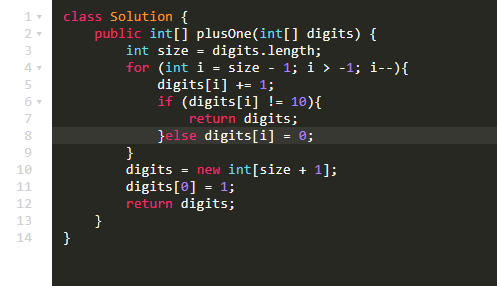 1 class Solution {
2 public int[] plusOne(int[] digits) {
3 int size = digits.length;
4 for (int i = size - 1; i > -1; i--){
5 digits[i] += 1;
6 if (digits[i] != 10){
7 return digits;
8 }else digits[i] = 0;
9 }
10 digits = new int[size + 1];
11 digits[0] = 1;
12 return digits;
13 }
14 }